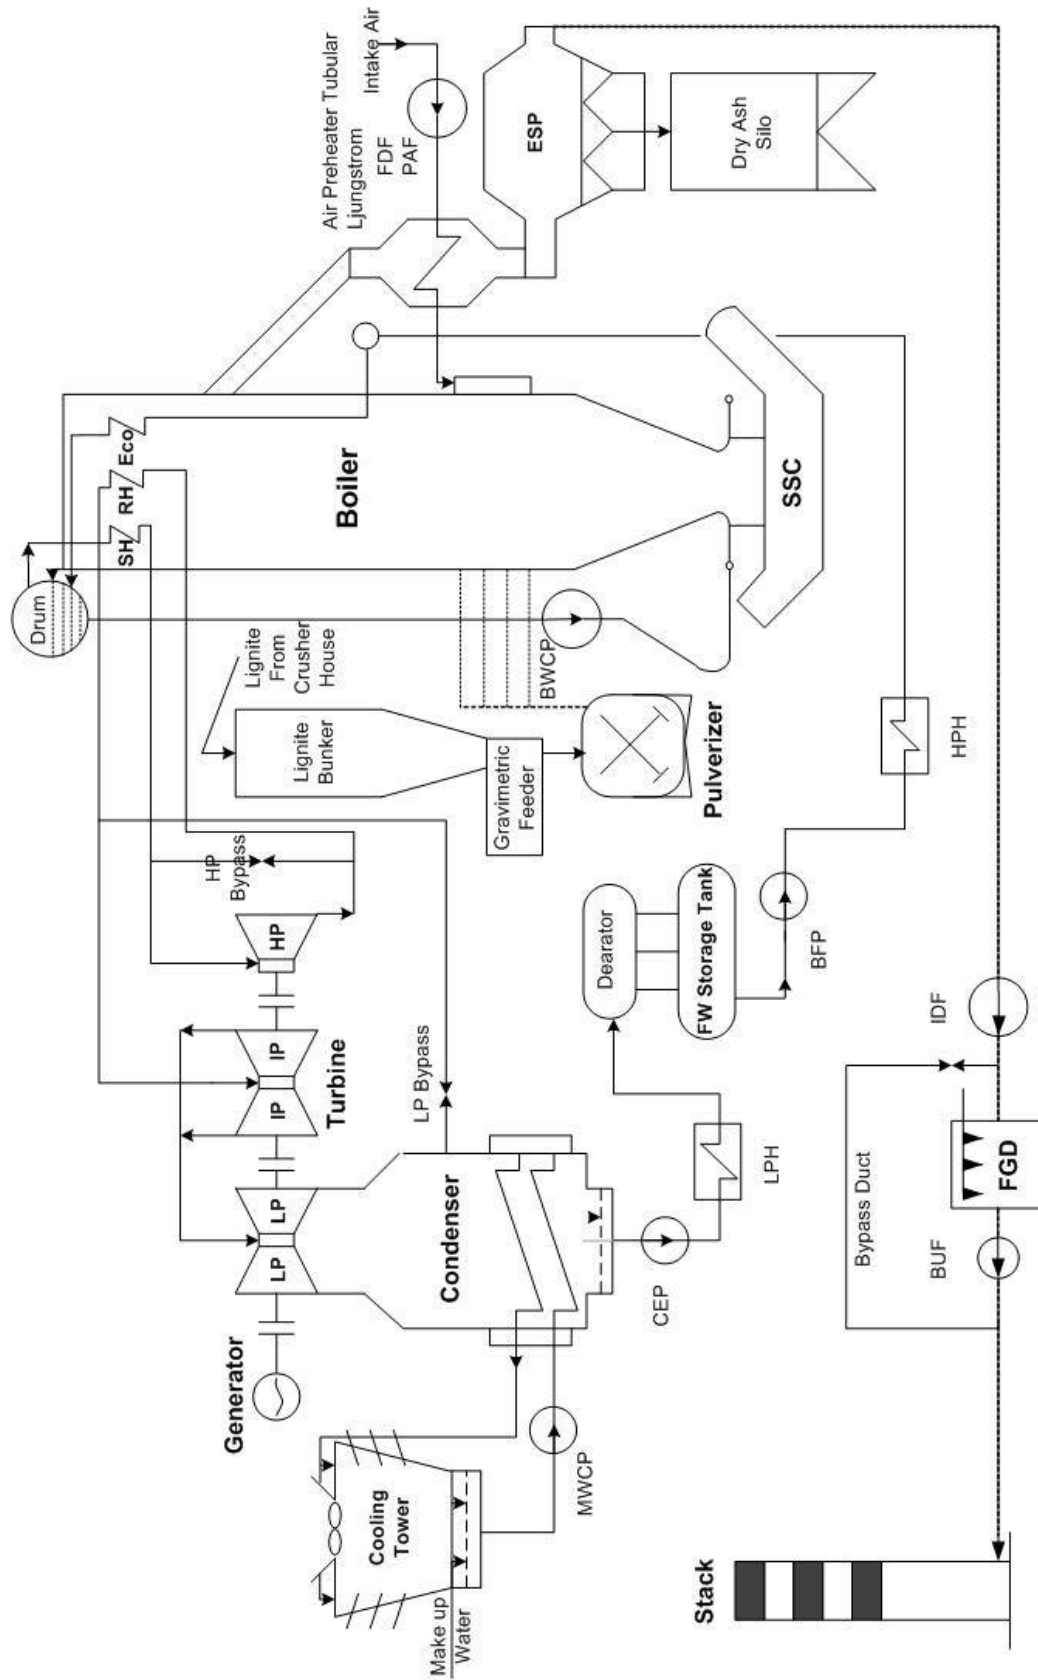 Drum
SH
RH
Eco
Boiler
Air Preheater Tubular
Ljungstrom
FDF
PAF
Intake Air
ESP
Dry Ash
Silo
SSC
BWCP
Lignite
From
Crusher
House
Lignite
Bunker
Gravimetric
Feeder
Pulverizer
HPH
HP
Bypass
HP
IP
IP
Turbine
LP
LP
Generator
LP Bypass
Condenser
Dearator
FW Storage Tank
BFP
LPH
CEP
MWCP
Cooling
Tower
Make up
Water
IDF
Bypass Duct
FGD
BUF
Stack